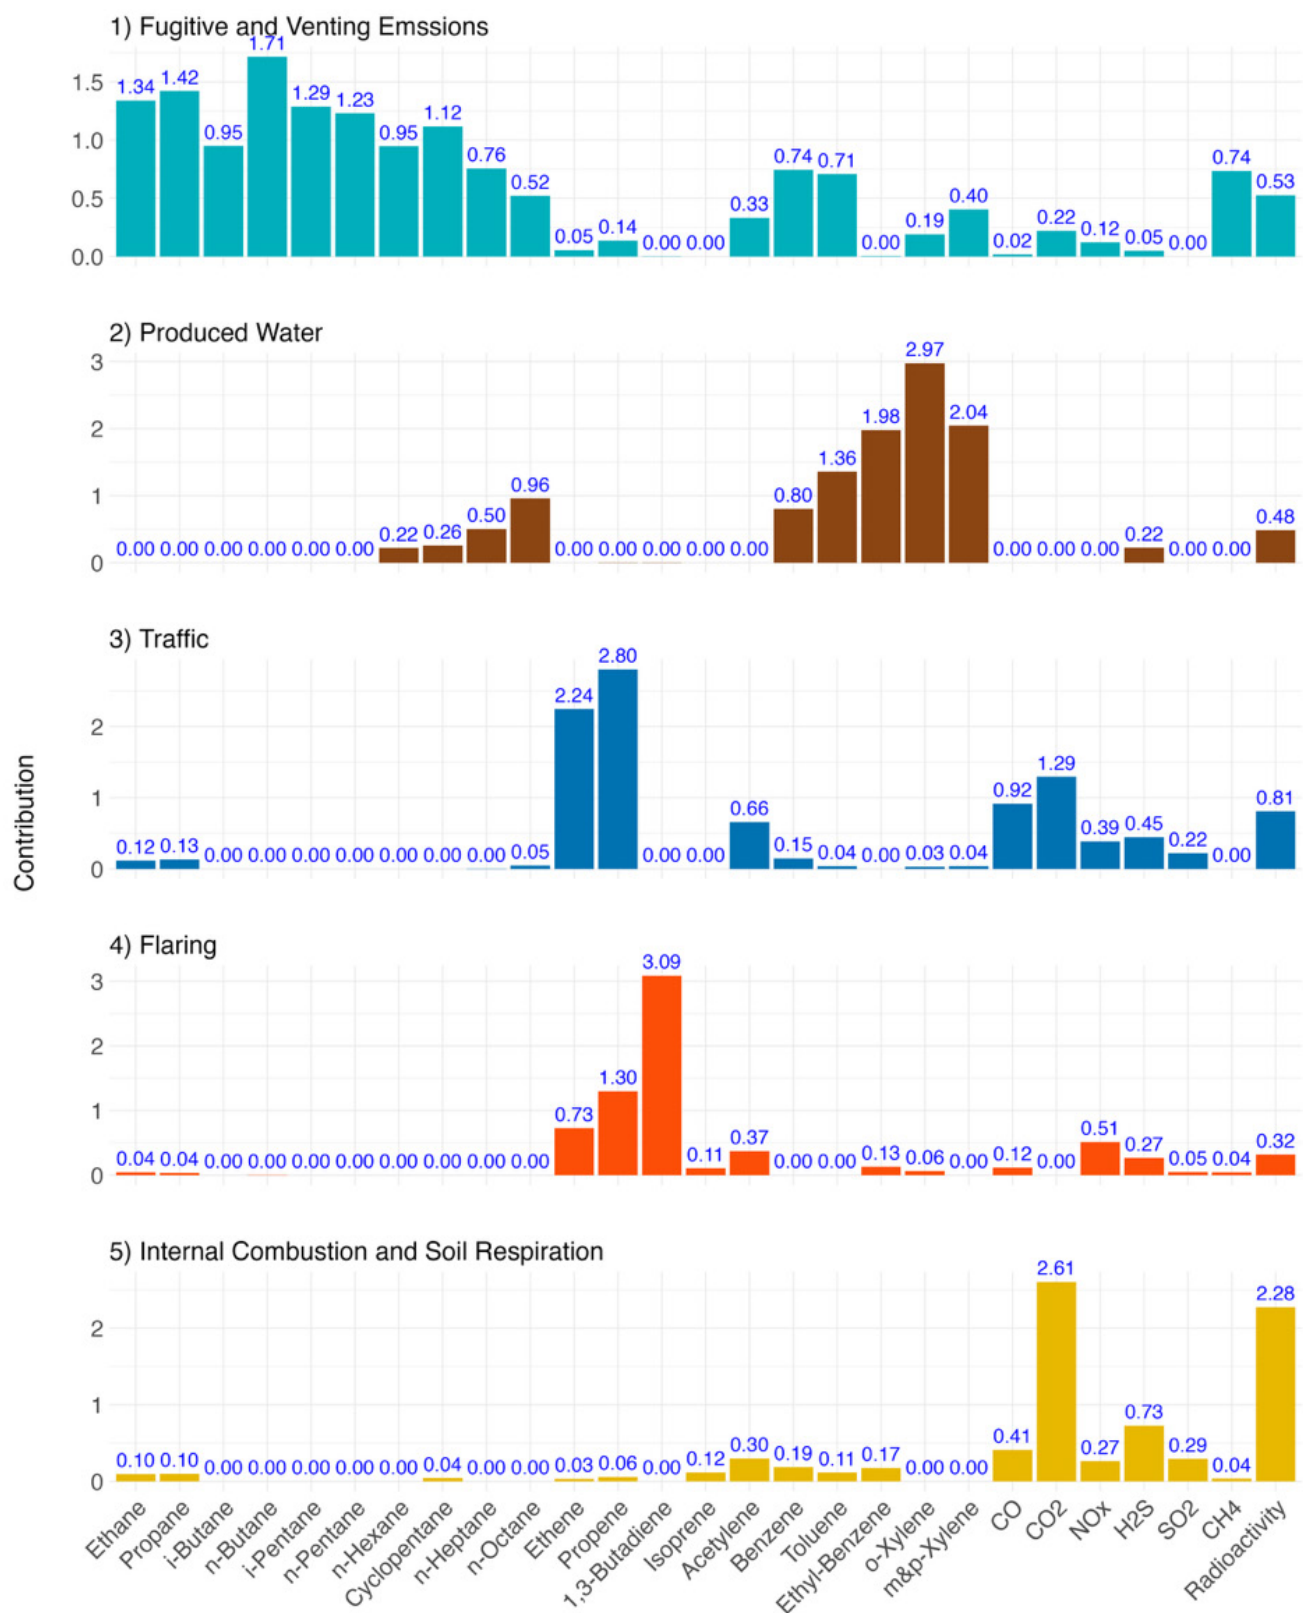 1) Fugitive and Venting Emssions
1.34 1.42 0.95 1.71 1.29 1.23 0.95 1.12 0.76 0.52 0.05 0.14 0.00 0.00 0.33 0.74 0.71 0.00 0.19 0.40 0.02 0.22 0.12 0.05 0.00 0.74 0.53
1.5
1.0
0.5
0.0
2) Produced Water
0.00 0.00 0.00 0.00 0.00 0.00 0.22 0.26 0.50 0.96 0.00 0.00 0.00 0.00 0.00 0.80 1.36 1.98 2.97 2.04 0.00 0.00 0.00 0.22 0.00 0.00 0.48
3
2
1
0
3) Traffic
0.12 0.13 0.00 0.00 0.00 0.00 0.00 0.00 0.00 0.05 2.24 2.80 0.00 0.00 0.66 0.15 0.04 0.00 0.03 0.04 0.92 1.29 0.39 0.45 0.22 0.00 0.81
2
1
0
Contribution
4) Flaring
0.04 0.04 0.00 0.00 0.00 0.00 0.00 0.00 0.00 0.00 0.73 1.30 3.09 0.11 0.37 0.00 0.00 0.13 0.06 0.00 0.12 0.00 0.51 0.27 0.05 0.04 0.32
3
2
1
0
5) Internal Combustion and Soil Respiration
0.10 0.10 0.00 0.00 0.00 0.00 0.00 0.04 0.00 0.00 0.03 0.06 0.00 0.12 0.30 0.19 0.11 0.17 0.00 0.00 0.41 2.61 0.27 0.73 0.29 0.04 2.28
2
1
0
Ethane
Propane
i-Butane
n-Butane
i-Pentane
n-Pentane
n-Hexane
Cyclopentane
n-Heptane
n-Octane
Ethene
Propene
1,3-Butadiene
Isoprene
Acetylene
Benzene
Toluene
Ethyl-Benzene
o-Xylene
m&p-Xylene
CO
CO2
NOx
H2S
SO2
CH4
Radioactivity